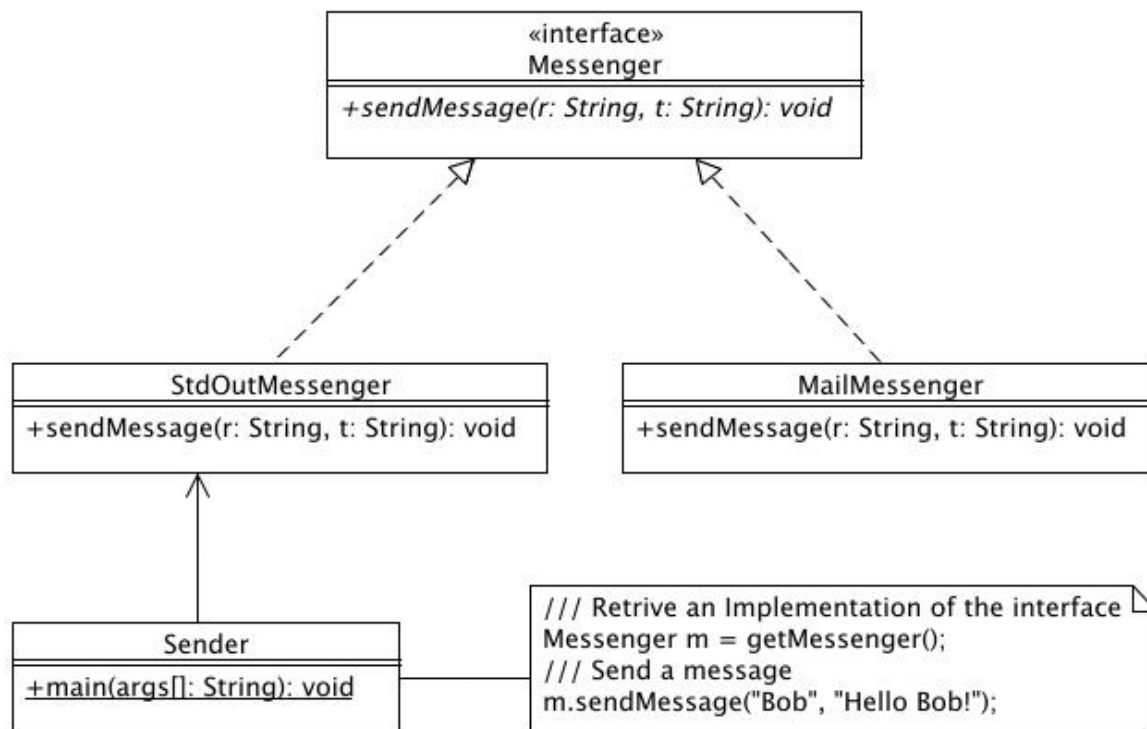 «interface»
Messenger
+sendMessage(r: String, t: String): void
StdOutMessenger
+sendMessage(r: String, t: String): void
MailMessenger
+sendMessage(r: String, t: String): void
Sender
+main(args[]: String): void
/// Retrive an Implementation of the interface
Messenger m = getMessenger();
/// Send a message
m.sendMessage("Bob", "Hello Bob!");